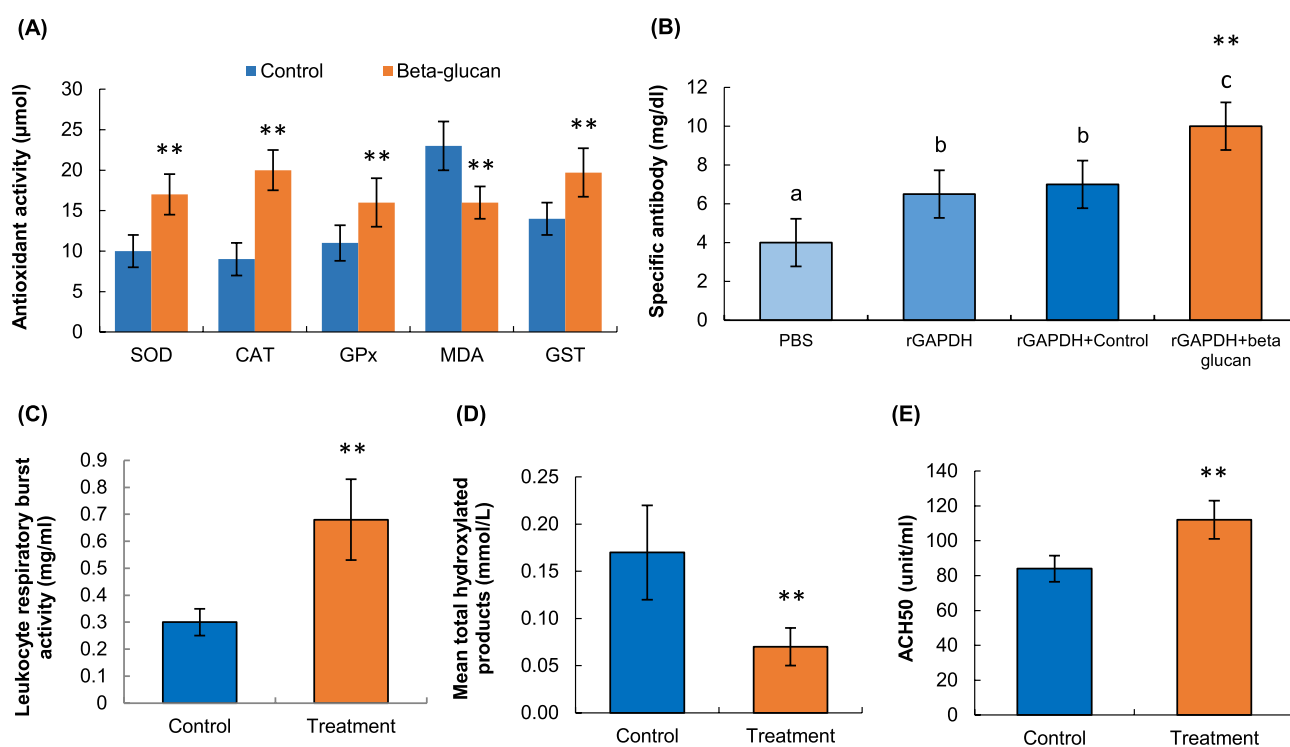 (A)
Control Beta-glucan
Antioxidant activity (µmol)
30
25
20
15
10
5
0
** ** ** ** **
SOD CAT GPx MDA GST
(B)
Specific antibody (mg/dl)
12
10
8
6
4
2
0
**
a b b c
PBS rGAPDH rGAPDH+Control rGAPDH+beta
glucan
(C)
Leukocyte respiratory burst
activity (mg/ml)
0.9
0.8
0.7
0.6
0.5
0.4
0.3
0.2
0.1
0
**
Control Treatment
(D)
Mean total hydroxylated
products (mmol/L)
0.25
0.20
0.15
0.10
0.05
0.00
**
Control Treatment
(E)
ACH50 (unit/ml)
140
120
100
80
60
40
20
0
**
Control Treatment